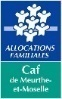 ALLOCATIONS
FAMILIALES
Caf
de Meurthe-
et-Moselle